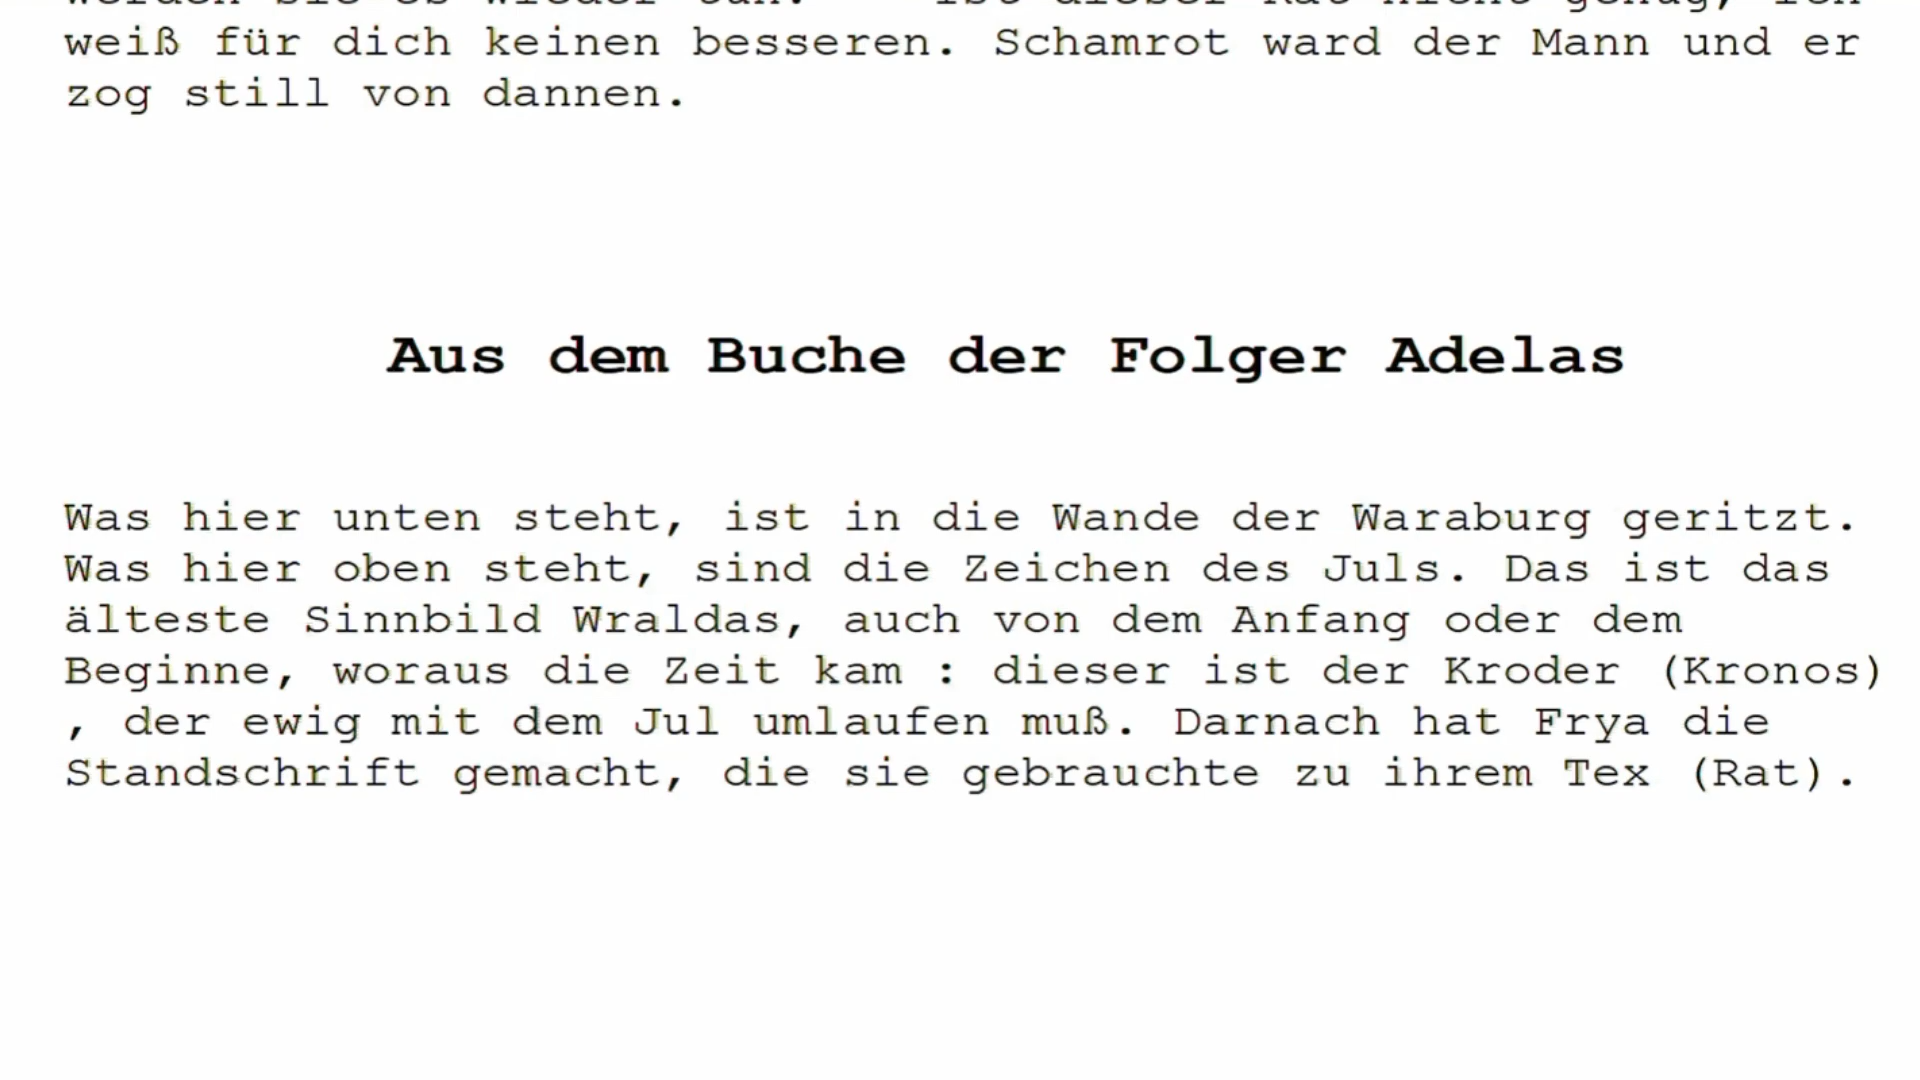 weiß für dich keinen besseren. Schamrot ward der Mann und er
zog still von dannen.
Aus dem Buche der Folger Adelas
Was hier unten steht, ist in die Wande der Waraburg geritzt.
Was hier oben steht, sind die Zeichen des Juls. Das ist das
älteste Sinnbild Wraldas, auch von dem Anfang oder dem
Beginne, woraus die Zeit kam : dieser ist der Kroder (Kronos)
, der ewig mit dem Jul umlaufen muß. Darnach hat Frya die
Standschrift gemacht, die sie gebrauchte zu ihrem Tex (Rat).